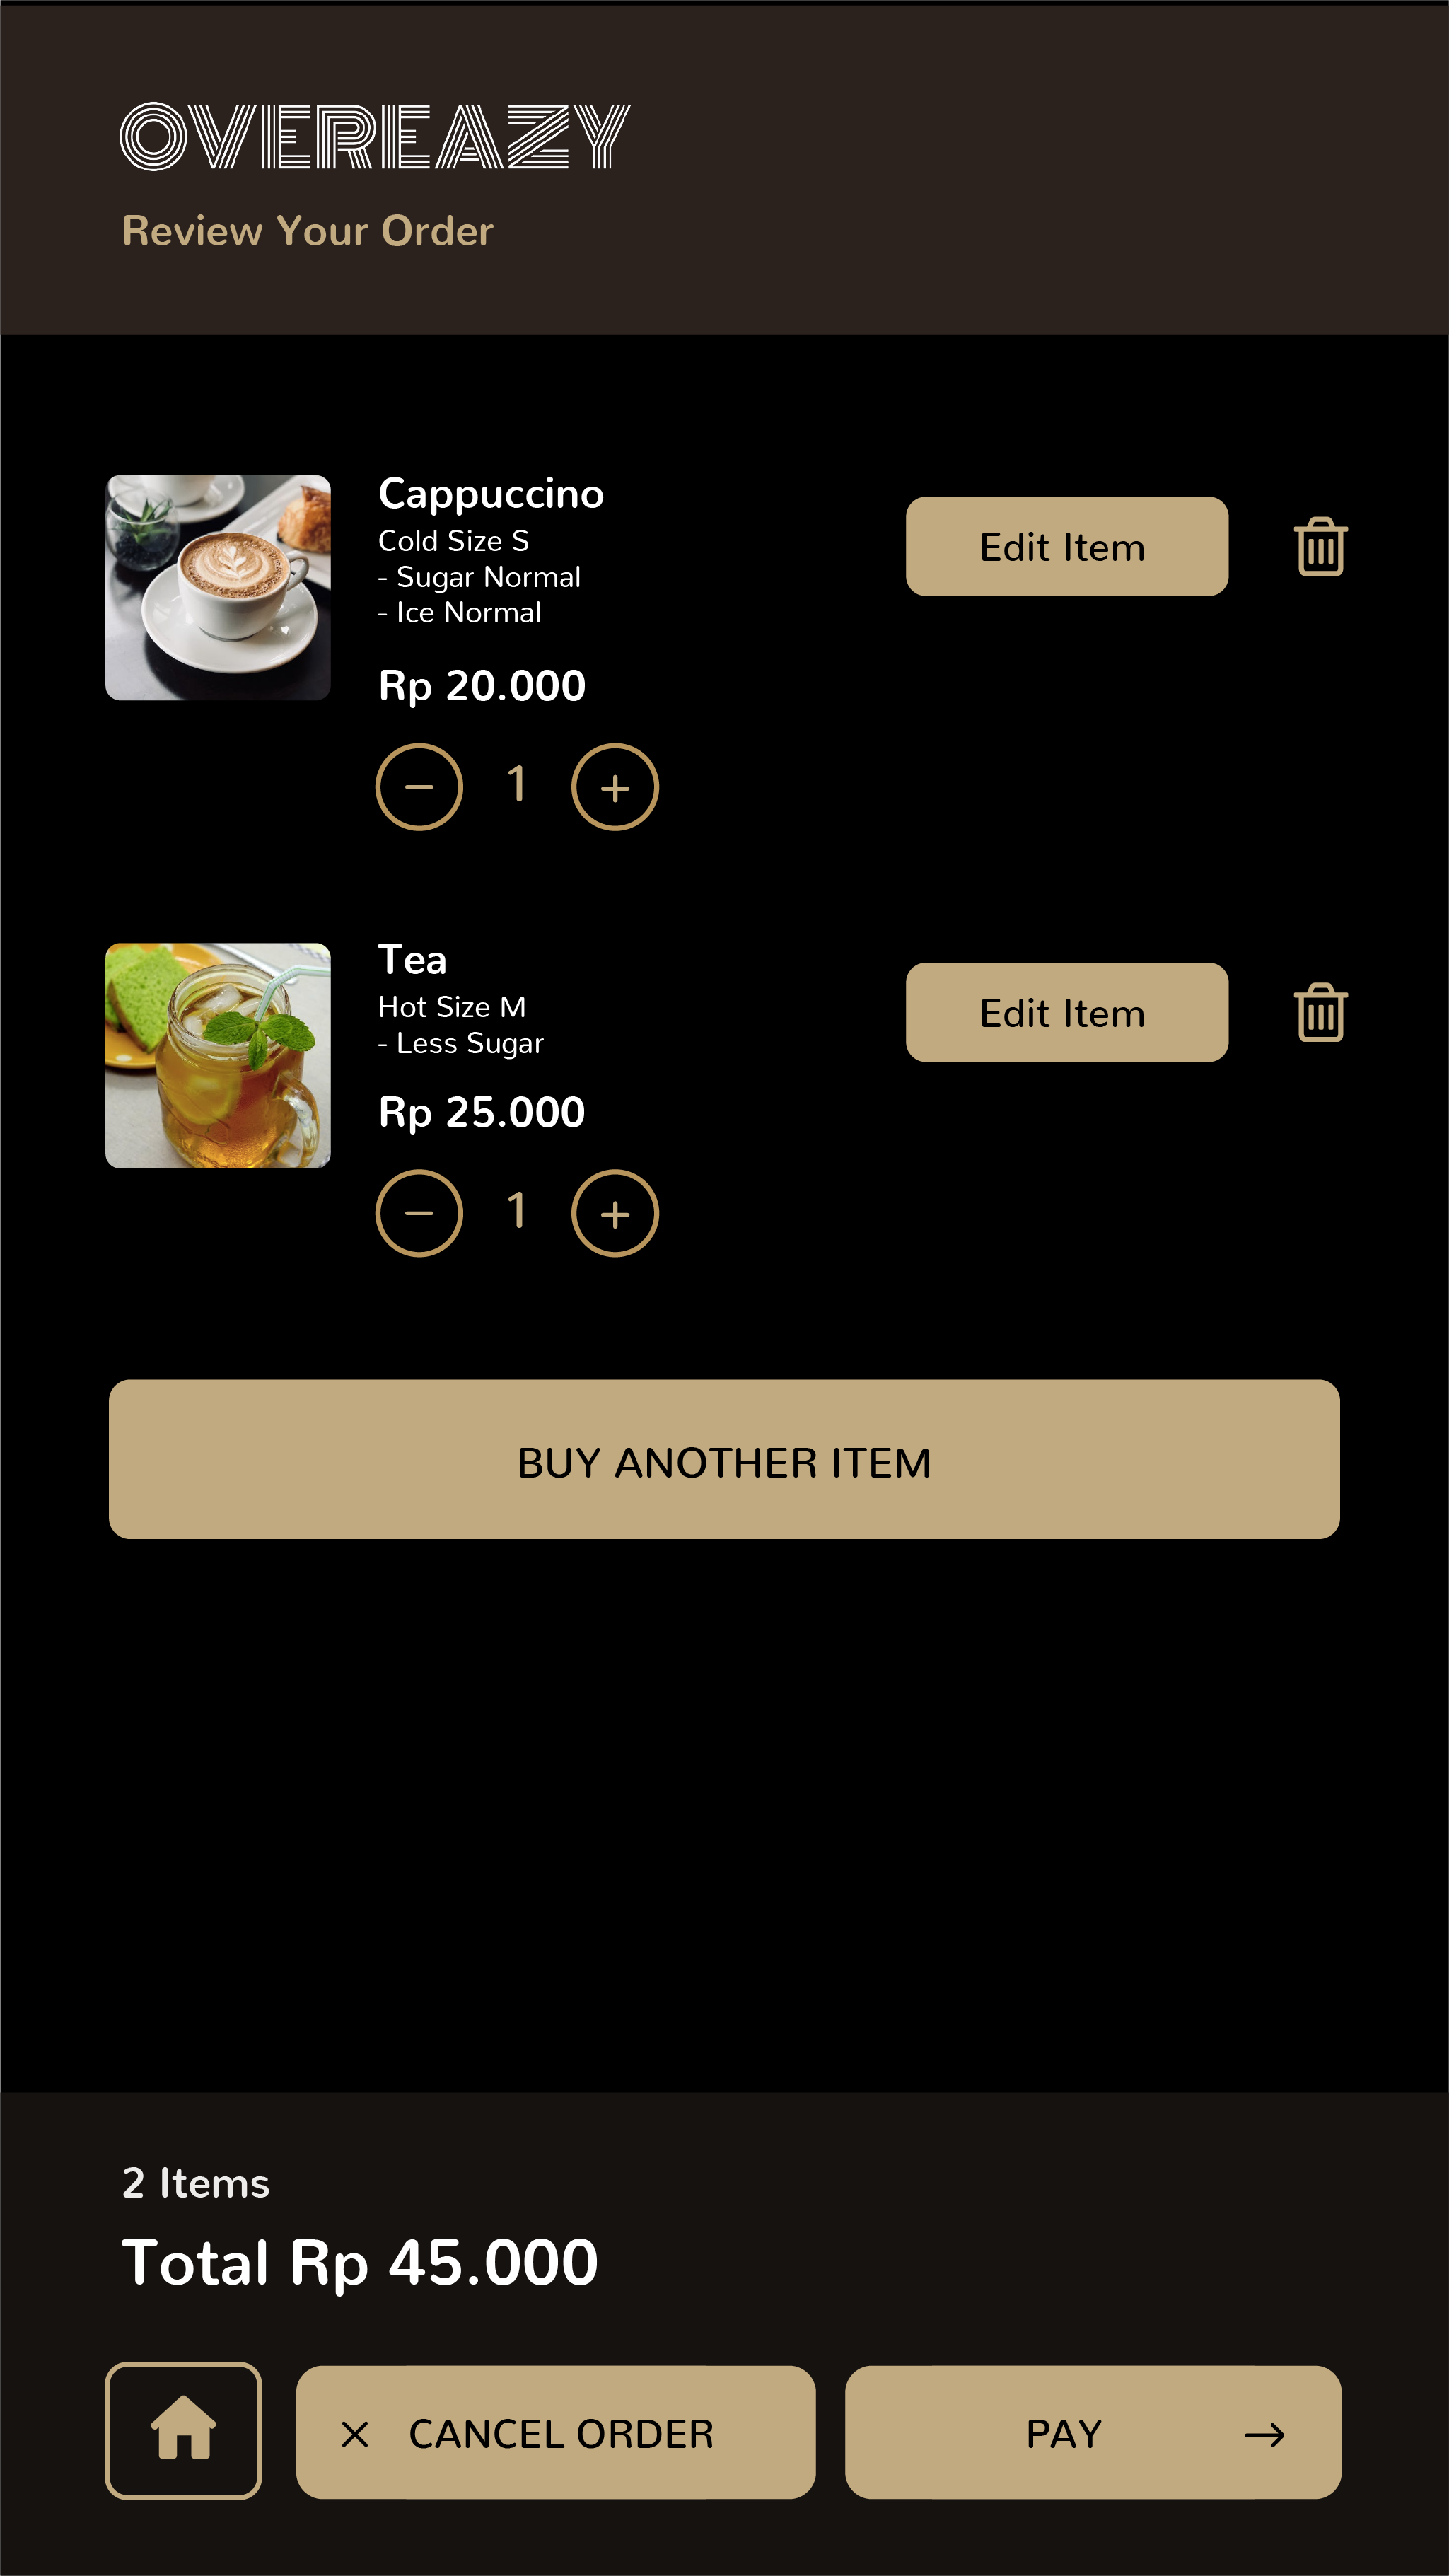 OVEREAZY
Review Your Order
Cappuccino
Cold Size S
- Sugar Normal
- Ice Normal
Edit Item
Rp 20.000
1
Tea
Hot Size M
- Less Sugar
Edit Item
Rp 25.000
1
BUY ANOTHER ITEM
2 Items
Total Rp 45.000
CANCEL ORDER
PAY